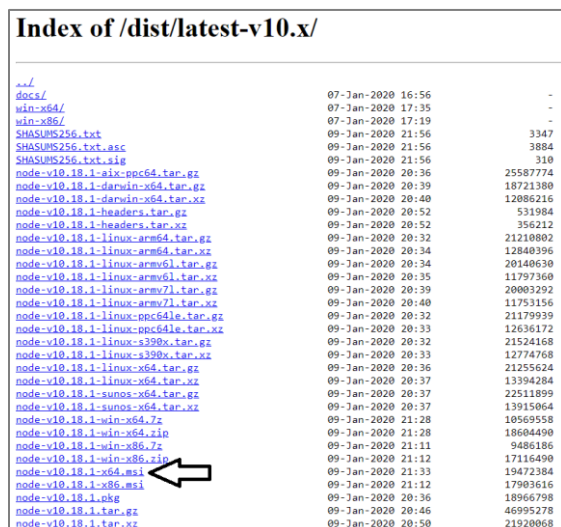 Index of /dist/latest-v10.x/
../
docs/ 07-Jan-2020 16:56 -
win-x64/ 07-Jan-2020 17:35 -
win-x86/ 07-Jan-2020 17:19 -
SHASUMS256.txt 09-Jan-2020 21:56 3347
SHASUMS256.txt.asc 09-Jan-2020 21:56 3884
SHASUMS256.txt.sig 09-Jan-2020 21:56 310
node-v10.18.1-aix-ppc64.tar.gz 09-Jan-2020 20:36 25587774
node-v10.18.1-darwin-x64.tar.gz 09-Jan-2020 20:39 18721380
node-v10.18.1-darwin-x64.tar.xz 09-Jan-2020 20:40 12086216
node-v10.18.1-headers.tar.gz 09-Jan-2020 20:52 531984
node-v10.18.1-headers.tar.xz 09-Jan-2020 20:52 356212
node-v10.18.1-linux-arm64.tar.gz 09-Jan-2020 20:32 21210802
node-v10.18.1-linux-arm64.tar.xz 09-Jan-2020 20:34 12840396
node-v10.18.1-linux-armv6l.tar.gz 09-Jan-2020 20:34 20140630
node-v10.18.1-linux-armv6l.tar.xz 09-Jan-2020 20:35 11797360
node-v10.18.1-linux-armv7l.tar.gz 09-Jan-2020 20:39 20003292
node-v10.18.1-linux-armv7l.tar.xz 09-Jan-2020 20:40 11753156
node-v10.18.1-linux-ppc64le.tar.gz 09-Jan-2020 20:32 21179939
node-v10.18.1-linux-ppc64le.tar.xz 09-Jan-2020 20:33 12636172
node-v10.18.1-linux-s390x.tar.gz 09-Jan-2020 20:32 21524168
node-v10.18.1-linux-s390x.tar.xz 09-Jan-2020 20:33 12774768
node-v10.18.1-linux-x64.tar.gz 09-Jan-2020 20:36 21255624
node-v10.18.1-linux-x64.tar.xz 09-Jan-2020 20:37 13394284
node-v10.18.1-sunos-x64.tar.gz 09-Jan-2020 20:37 22511899
node-v10.18.1-sunos-x64.tar.xz 09-Jan-2020 20:37 13915064
node-v10.18.1-win-x64.7z 09-Jan-2020 21:28 10569558
node-v10.18.1-win-x64.zip 09-Jan-2020 21:28 18604490
node-v10.18.1-win-x86.7z 09-Jan-2020 21:11 9486186
node-v10.18.1-win-x86.zip 09-Jan-2020 21:12 17116490
node-v10.18.1-x64.msi 09-Jan-2020 21:33 19472384
node-v10.18.1-x86.msi 09-Jan-2020 21:12 17903616
node-v10.18.1.pkg 09-Jan-2020 20:36 18966798
node-v10.18.1.tar.gz 09-Jan-2020 20:46 46995278
node-v10.18.1.tar.xz 09-Jan-2020 20:50 21920068